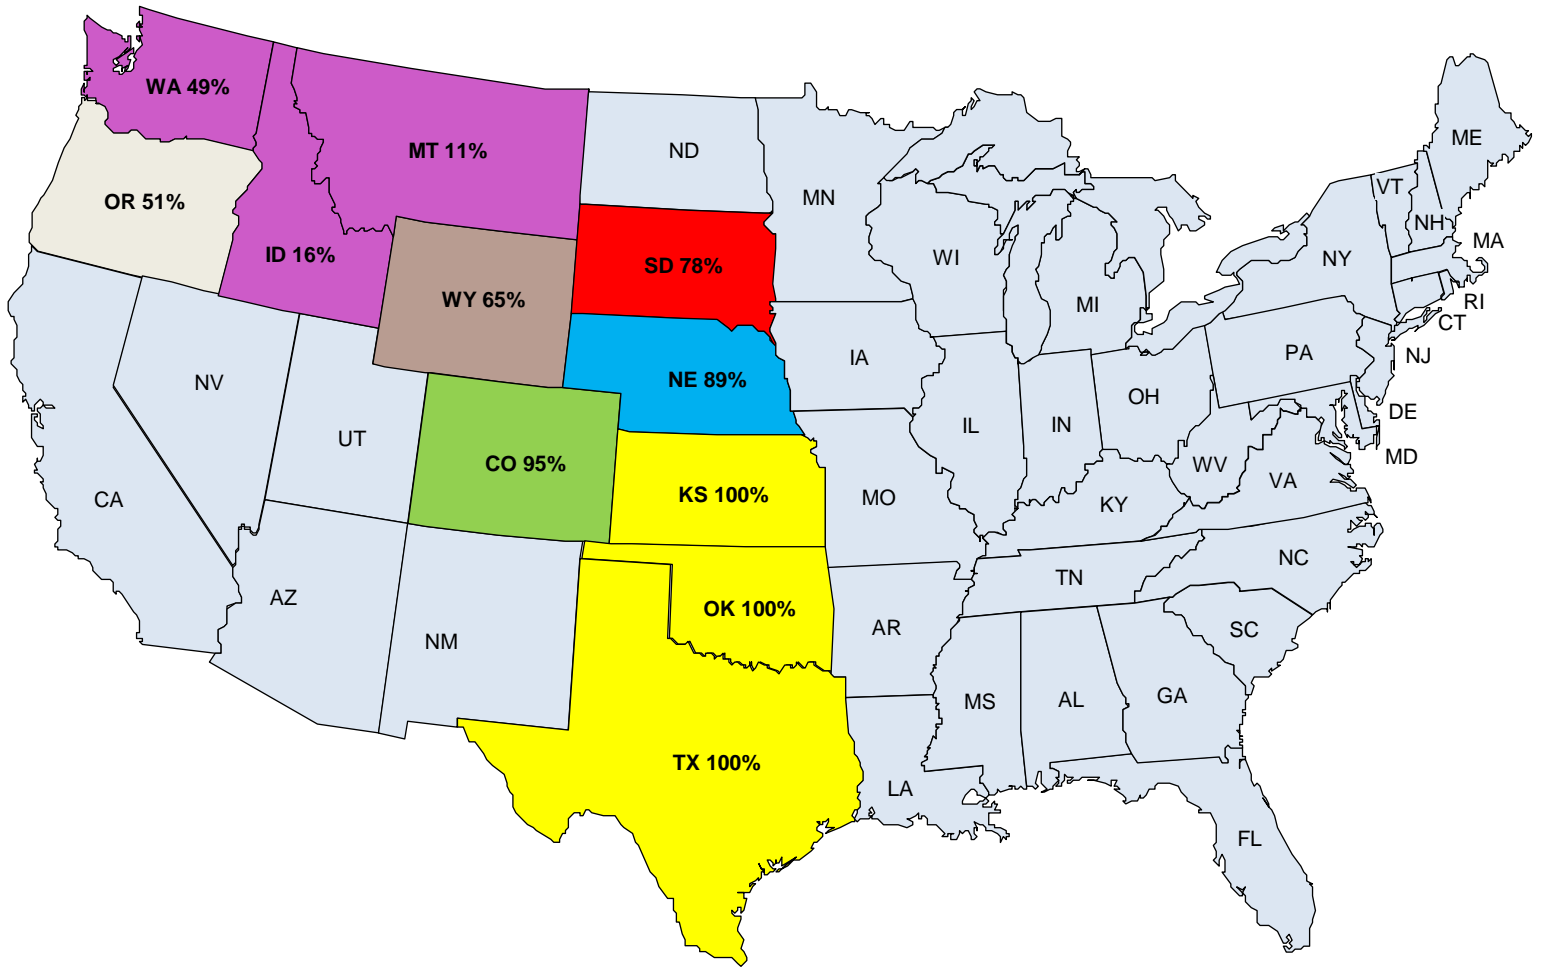 WA 49%
ME
MT 11%
ND
VT
OR 51%
MN
NH
MA
ID 16%
WI
NY
SD 78%
WY 65%
MI
RI
CT
IA
PA
NJ
NV
NE 89%
OH
DE
UT
IL
IN
MD
CO 95%
WV
VA
CA
KS 100%
MO
KY
NC
TN
AZ
OK 100%
AR
SC
NM
MS
AL
GA
TX 100%
LA
FL